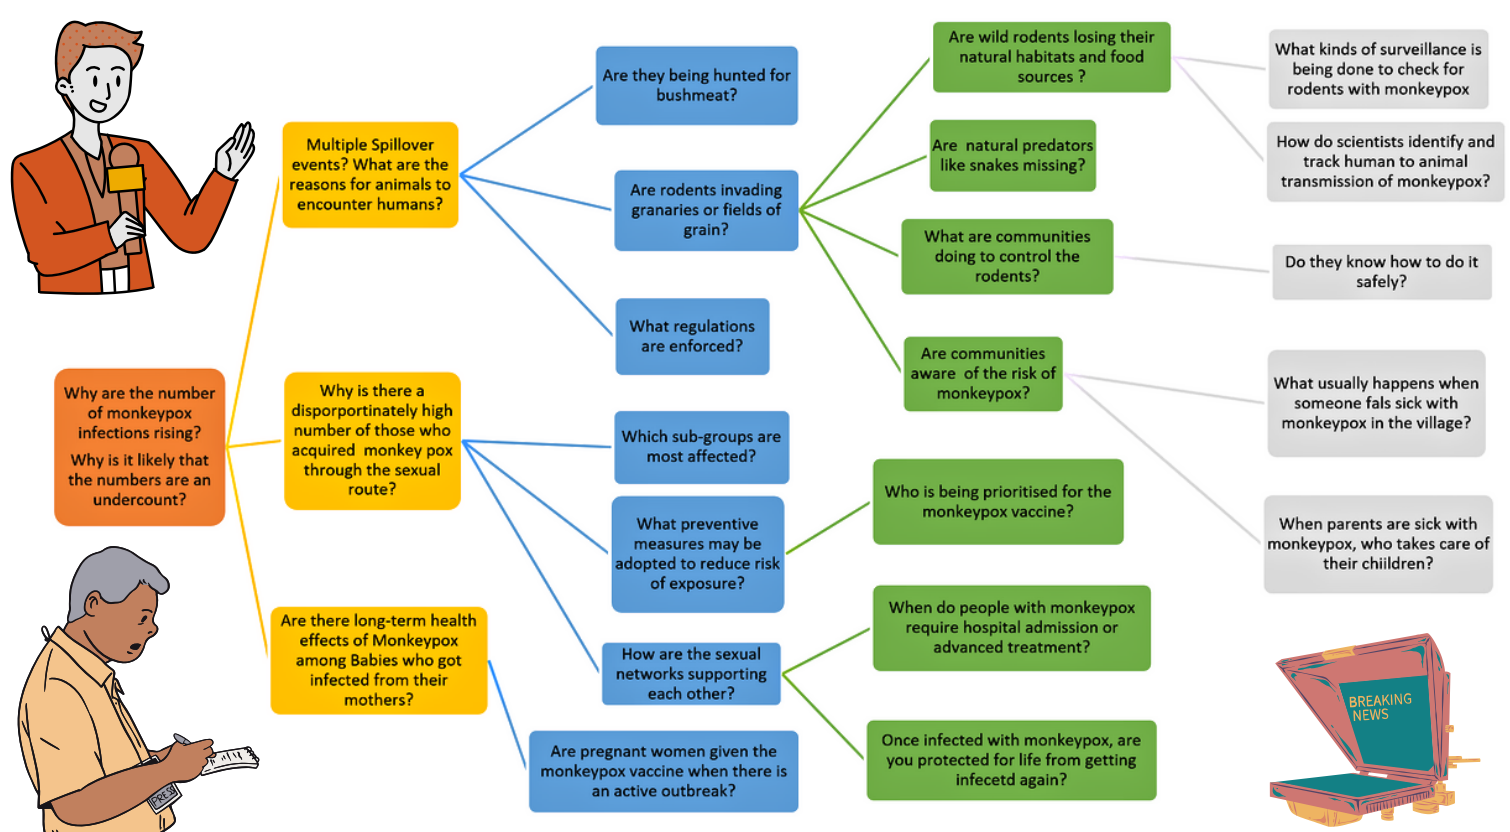 Why are the number
of monkeypox
infections rising?
Why is it likely that
the numbers are an
undercount?
Multiple Spillover
events? What are the
reasons for animals to
encounter humans?
Why is there a
disporportinately high
number of those who
acquired monkey pox
through the sexual
route?
Are there long-term health
effects of Monkeypox
among Babies who got
infected from their
mothers?
Are they being hunted for
bushmeat?
Are rodents invading
granaries or fields of
grain?
What regulations
are enforced?
Which sub-groups are
most affected?
What preventive
measures may be
adopted to reduce risk
of exposure?
How are the sexual
networks supporting
each other?
Are pregnant women given the
monkeypox vaccine when there is
an active outbreak?
Are wild rodents losing their
natural habitats and food
sources ?
Are natural predators
like snakes missing?
What are communities
doing to control the
rodents?
Are communities
aware of the risk of
monkeypox?
Who is being prioritised for the
monkeypox vaccine?
When do people with monkeypox
require hospital admission or
advanced treatment?
Once infected with monkeypox, are
you protected for life from getting
infecetd again?
What kinds of surveillance is
being done to check for
rodents with monkeypox
How do scientists identify and
track human to animal
transmission of monkeypox?
Do they know how to do it
safely?
What usually happens when
someone fals sick with
monkeypox in the village?
When parents are sick with
monkeypox, who takes care of
their chiildren?
PRESS
BREAKING
NEWS